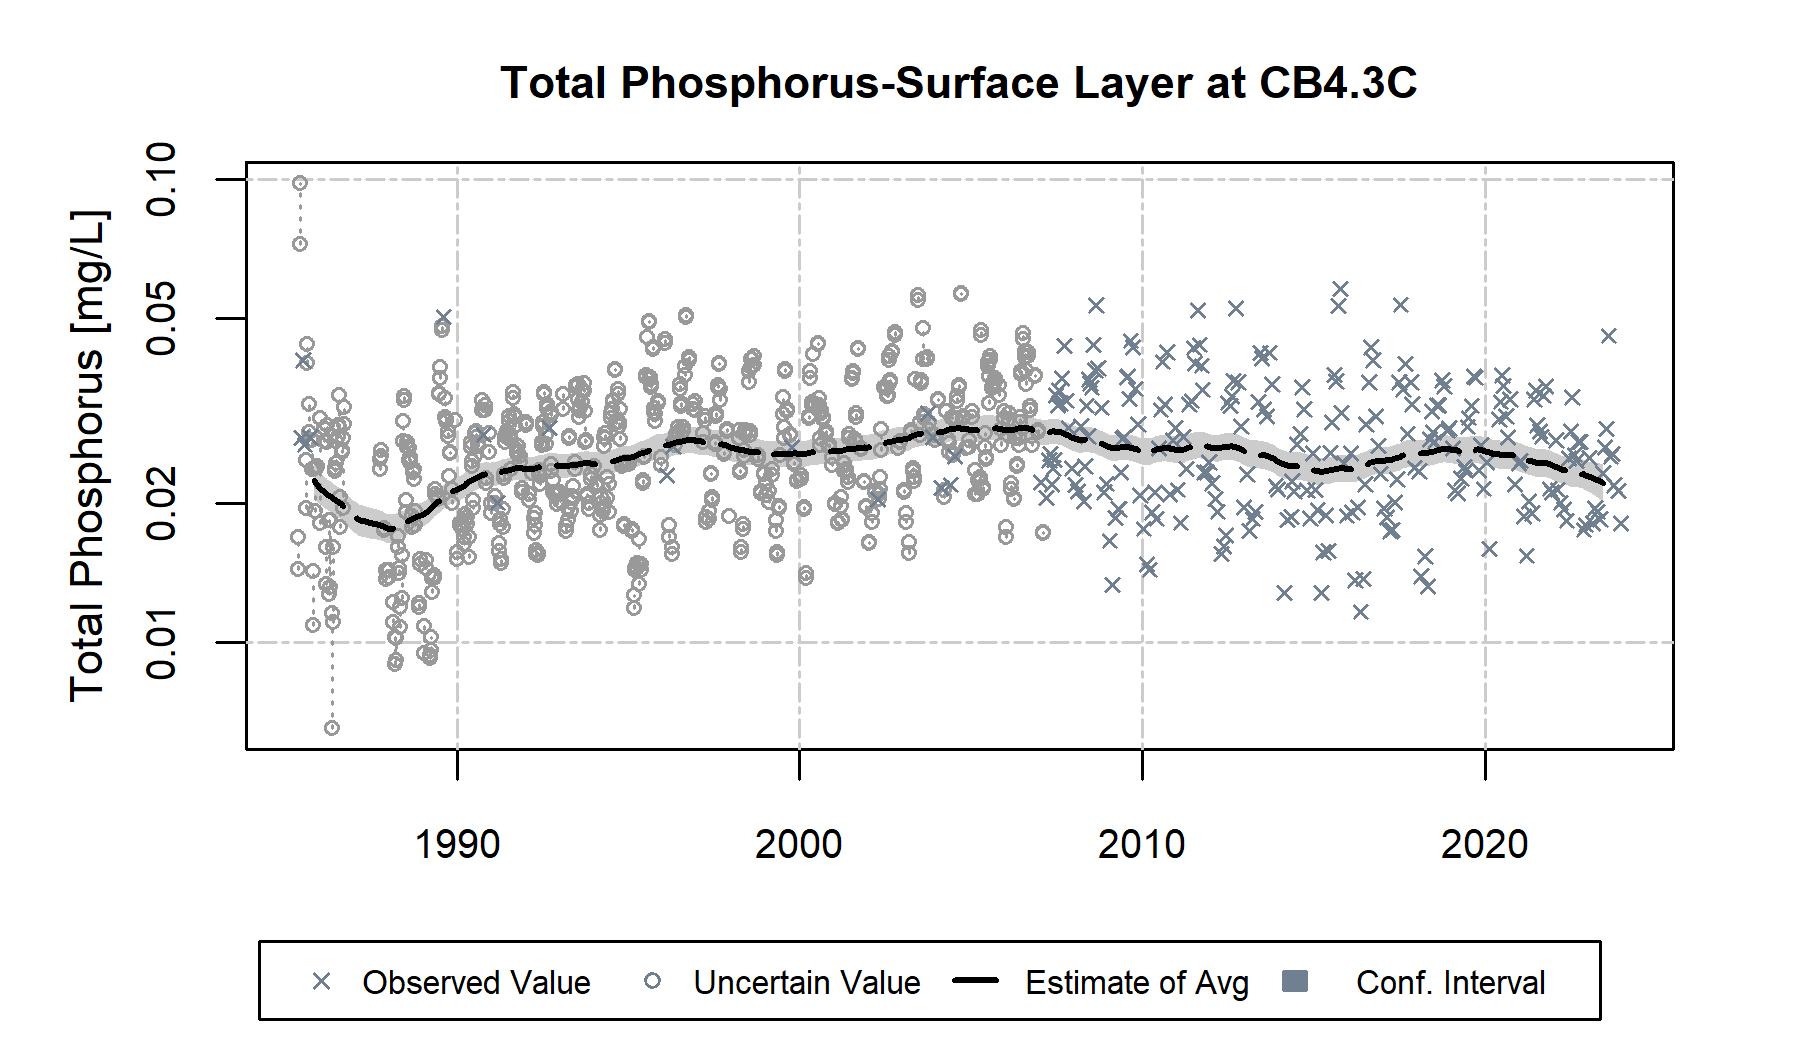 Total Phosphorus-Surface Layer at CB4.3C
Total Phosphorus [mg/L]
0.10
0.05
0.02
0.01
1990 2000 2010 2020
Observed Value Uncertain Value Estimate of Avg Conf. Interval